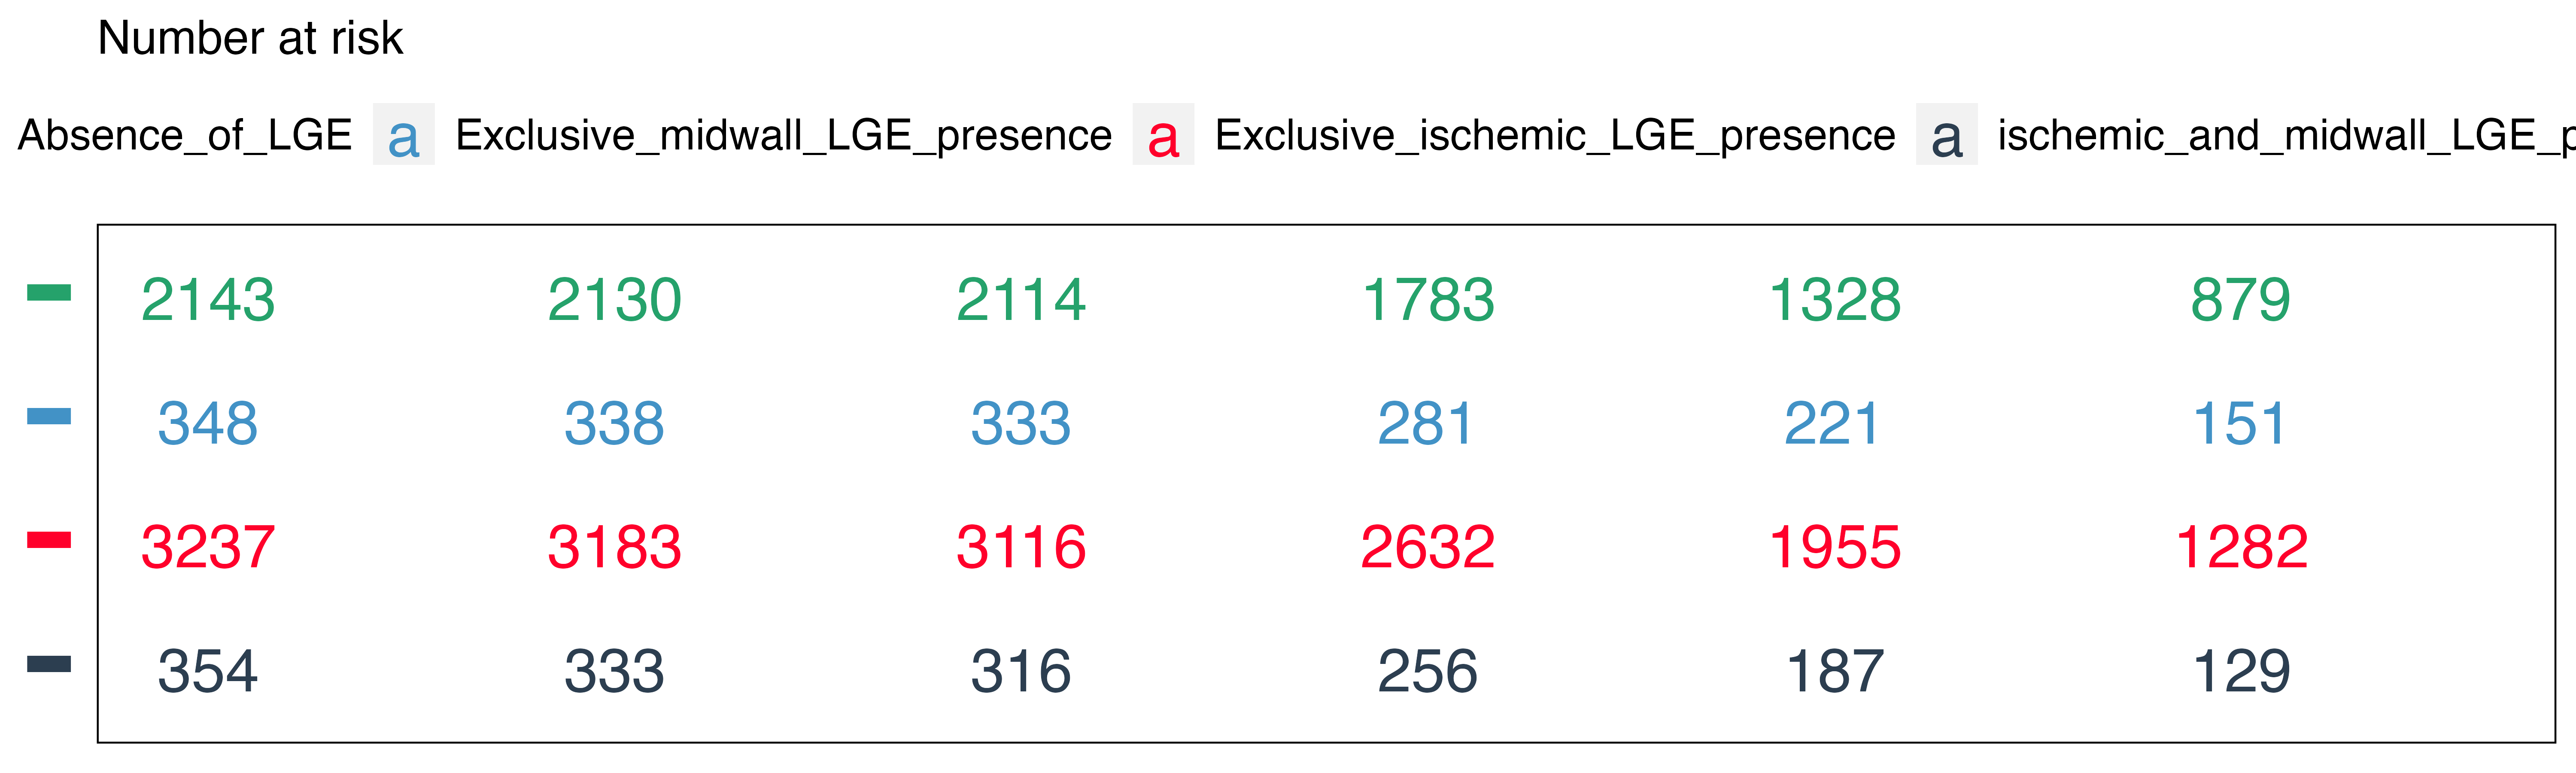 Number at risk
Absence_of_LGE a Exclusive_midwall_LGE_presence a Exclusive_ischemic_LGE_presence a ischemic_and_midwall_LGE_p
2143 2130 2114 1783 1328 879
348 338 333 281 221 151
3237 3183 3116 2632 1955 1282
354 333 316 256 187 129